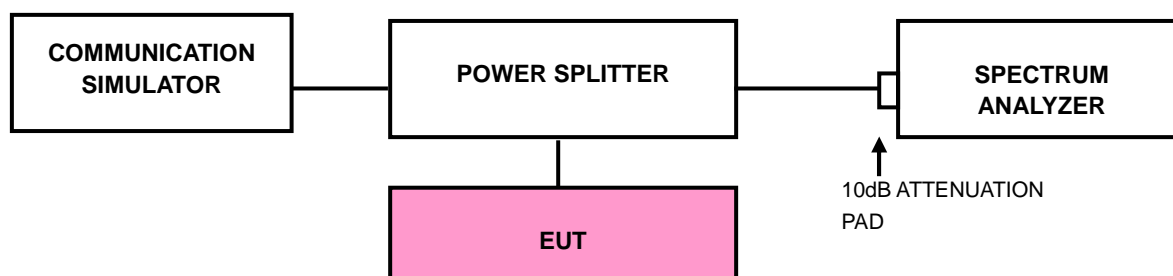 COMMUNICATION
SIMULATOR
POWER SPLITTER
SPECTRUM
ANALYZER
10dB ATTENUATION
PAD
EUT